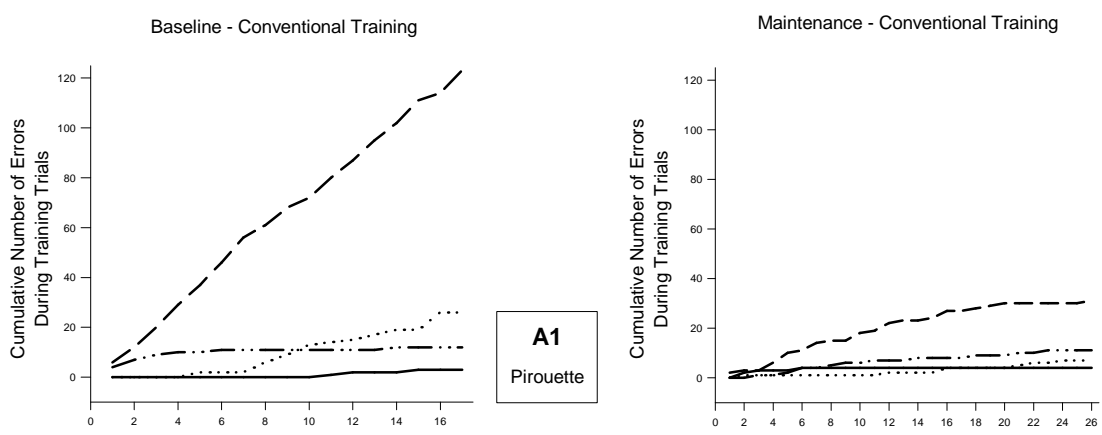 Baseline - Conventional Training
Cumulative Number of Errors
During Training Trials
120
100
80
60
40
20
0
0 2 4 6 8 10 12 14 16
A1
Pirouette
Maintenance - Conventional Training
Cumulative Number of Errors
During Training Trials
120
100
80
60
40
20
0
0 2 4 6 8 10 12 14 16 18 20 22 24 26